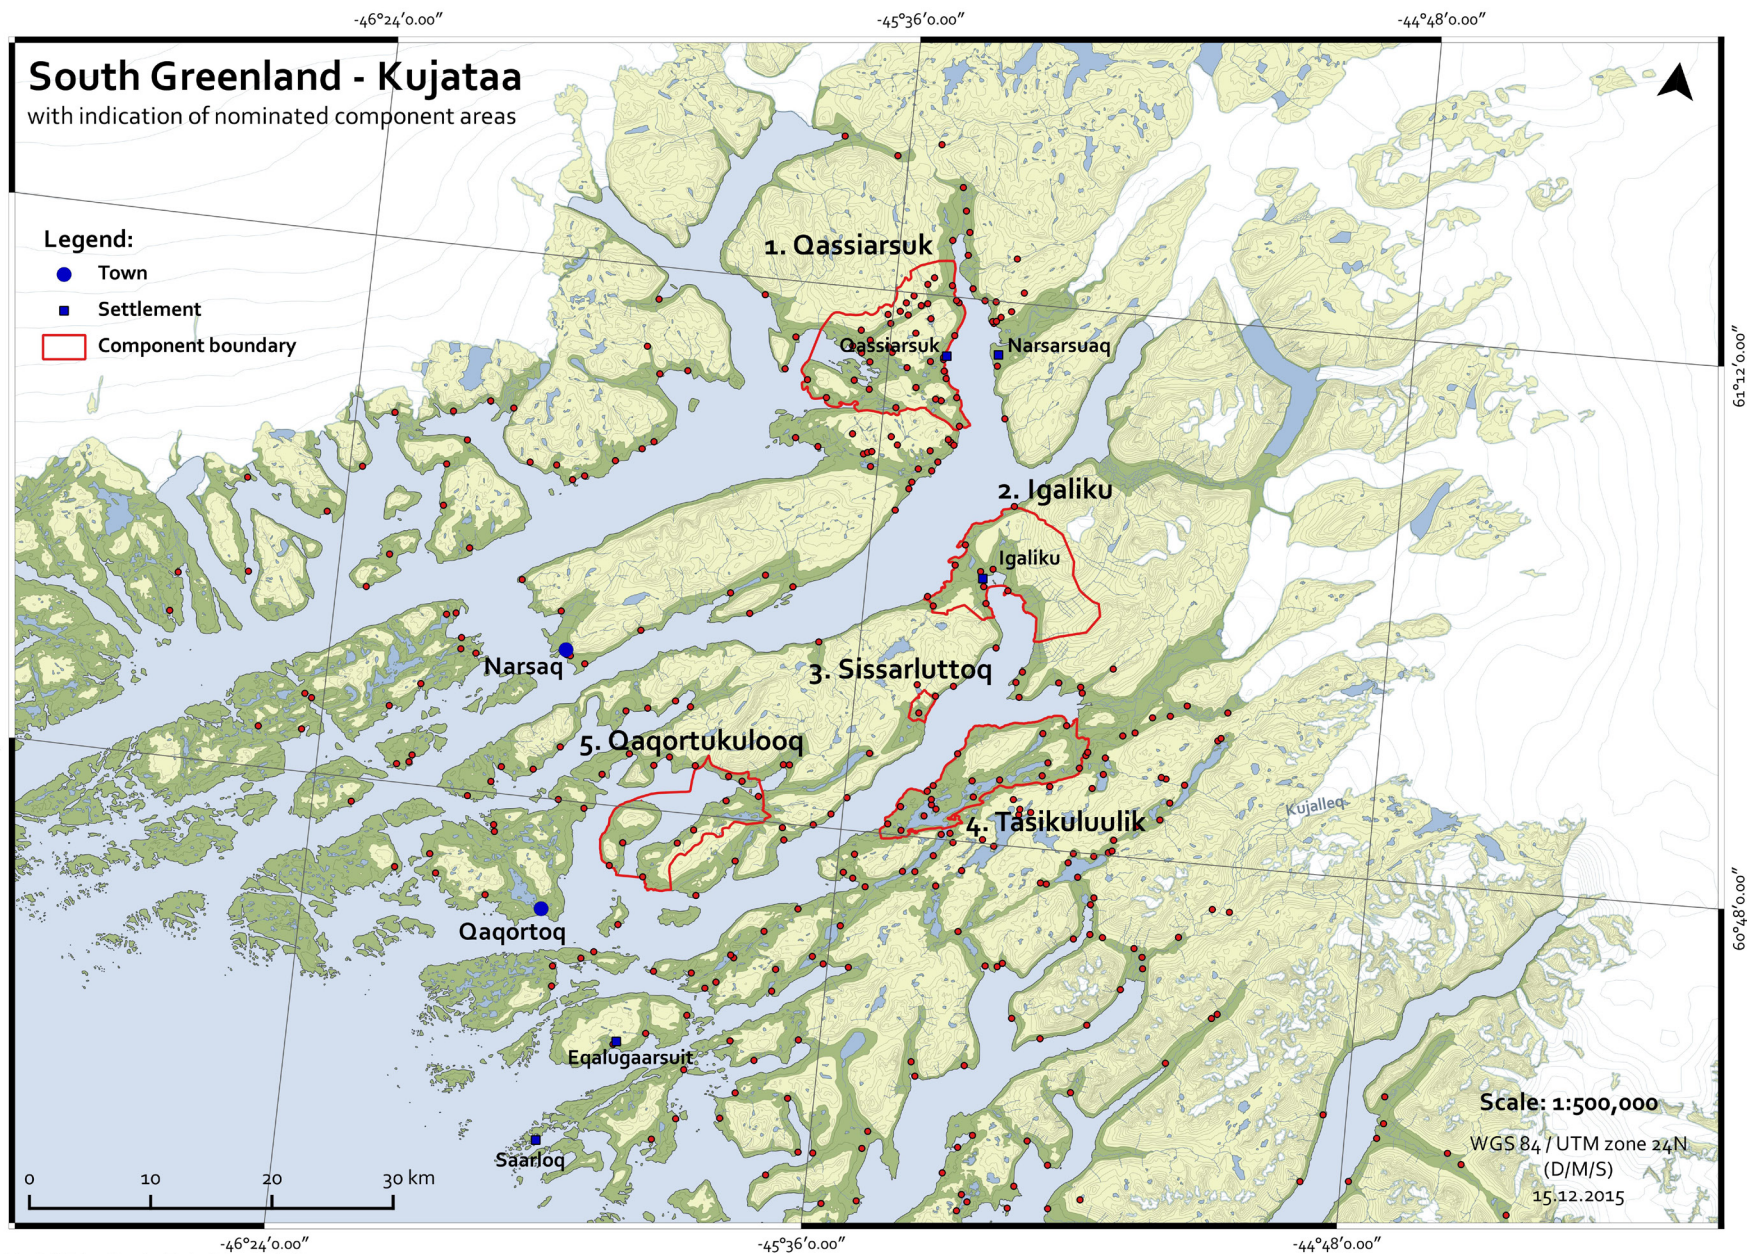 -46°24′0.00″
-45°36′0.00″
-44°48′0.00″
South Greenland - Kujataa
with indication of nominated component areas
Legend:
Town
Settlement
Component boundary
1. Qassiarsuk
Qassiarsuk
Narsarsuaq
61°12′0.00″
2. Igaliku
Igaliku
Narsaq
3. Sissarluttoq
5. Qaqortukulooq
4. Tasikuluulik
Kujalleq
Qaqortoq
60°48′0.00″
Eqalugaarsuit
Saarloq
Scale: 1:500,000
WGS 84 / UTM zone 24N
(D/M/S)
15.12.2015
0 10 20 30 km
-46°24′0.00″
-45°36′0.00″
-44°48′0.00″